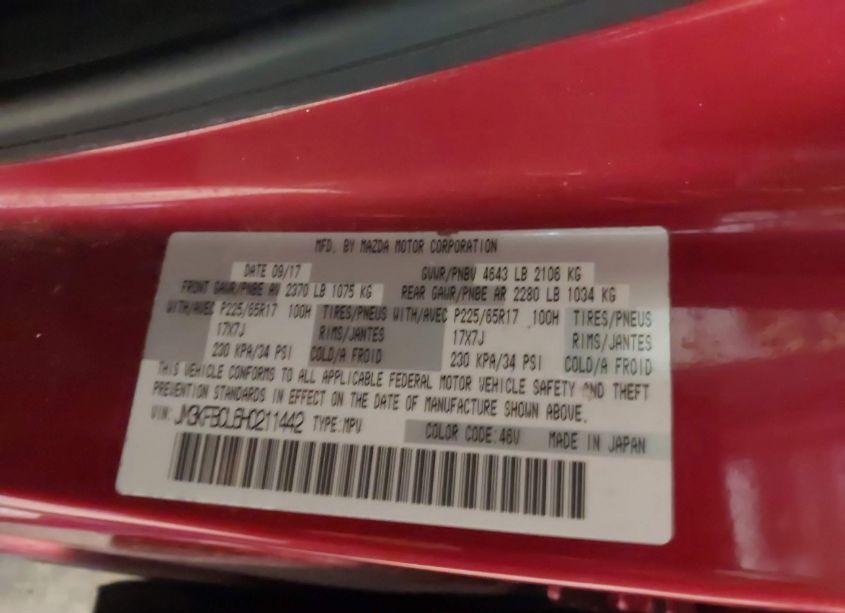 MFD. BY MAZDA MOTOR CORPORATION
DATE 09/17 GVWR/PNBV 4643 LB 2106 KG
FRONT GAWR/PNBE AV 2370 LB 1075 KG REAR GAWR/PNBE AR 2280 LB 1034 KG
WITH/AVEC P225/65R17 100H TIRES/PNEUS WITH/AVEC P225/65R17 100H TIRES/PNEUS
17X7J RIMS/JANTES 17X7J RIMS/JANTES
230 KPA/34 PSI COLD/A FROID 230 KPA/34 PSI COLD/A FROID
THIS VEHICLE CONFORMS TO ALL APPLICABLE FEDERAL MOTOR VEHICLE SAFETY AND THEFT
PREVENTION STANDARDS IN EFFECT ON THE DATE OF MANUFACTURE SHOWN ABOVE.
VIN: JM3KFBCL6H0211442 TYPE:MPV COLOR CODE:46V MADE IN JAPAN